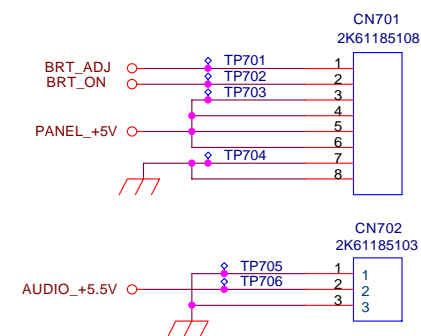 CN701
2K61185108
BRT_ADJ TP701 1
BRT_ON TP702 2
TP703 3
4
PANEL_+5V 5
6
TP704 7
8
CN702
2K61185103
TP705 1 1
AUDIO_+5.5V TP706 2 2
3 3